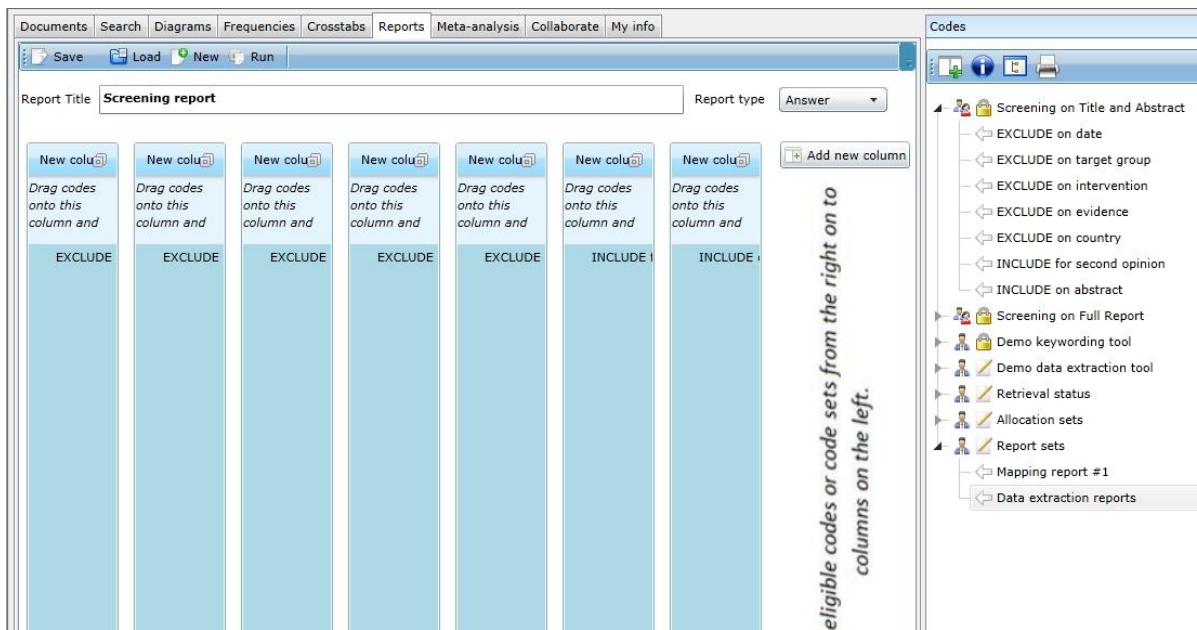 Documents Search Diagrams Frequencies Crosstabs Reports Meta-analysis Collaborate My info
Save Load New Run
Report Title Screening report Report type Answer
New colu New colu New colu New colu New colu New colu New colu Add new column
Drag codes Drag codes Drag codes Drag codes Drag codes Drag codes Drag codes
onto this onto this onto this onto this onto this onto this onto this
column and column and column and column and column and column and column and
EXCLUDE EXCLUDE EXCLUDE EXCLUDE EXCLUDE INCLUDE INCLUDE
eligible codes or code sets from the right on to
columns on the left.
Codes
Screening on Title and Abstract
EXCLUDE on date
EXCLUDE on target group
EXCLUDE on intervention
EXCLUDE on evidence
EXCLUDE on country
INCLUDE for second opinion
INCLUDE on abstract
Screening on Full Report
Demo keywording tool
Demo data extraction tool
Retrieval status
Allocation sets
Report sets
Mapping report #1
Data extraction reports